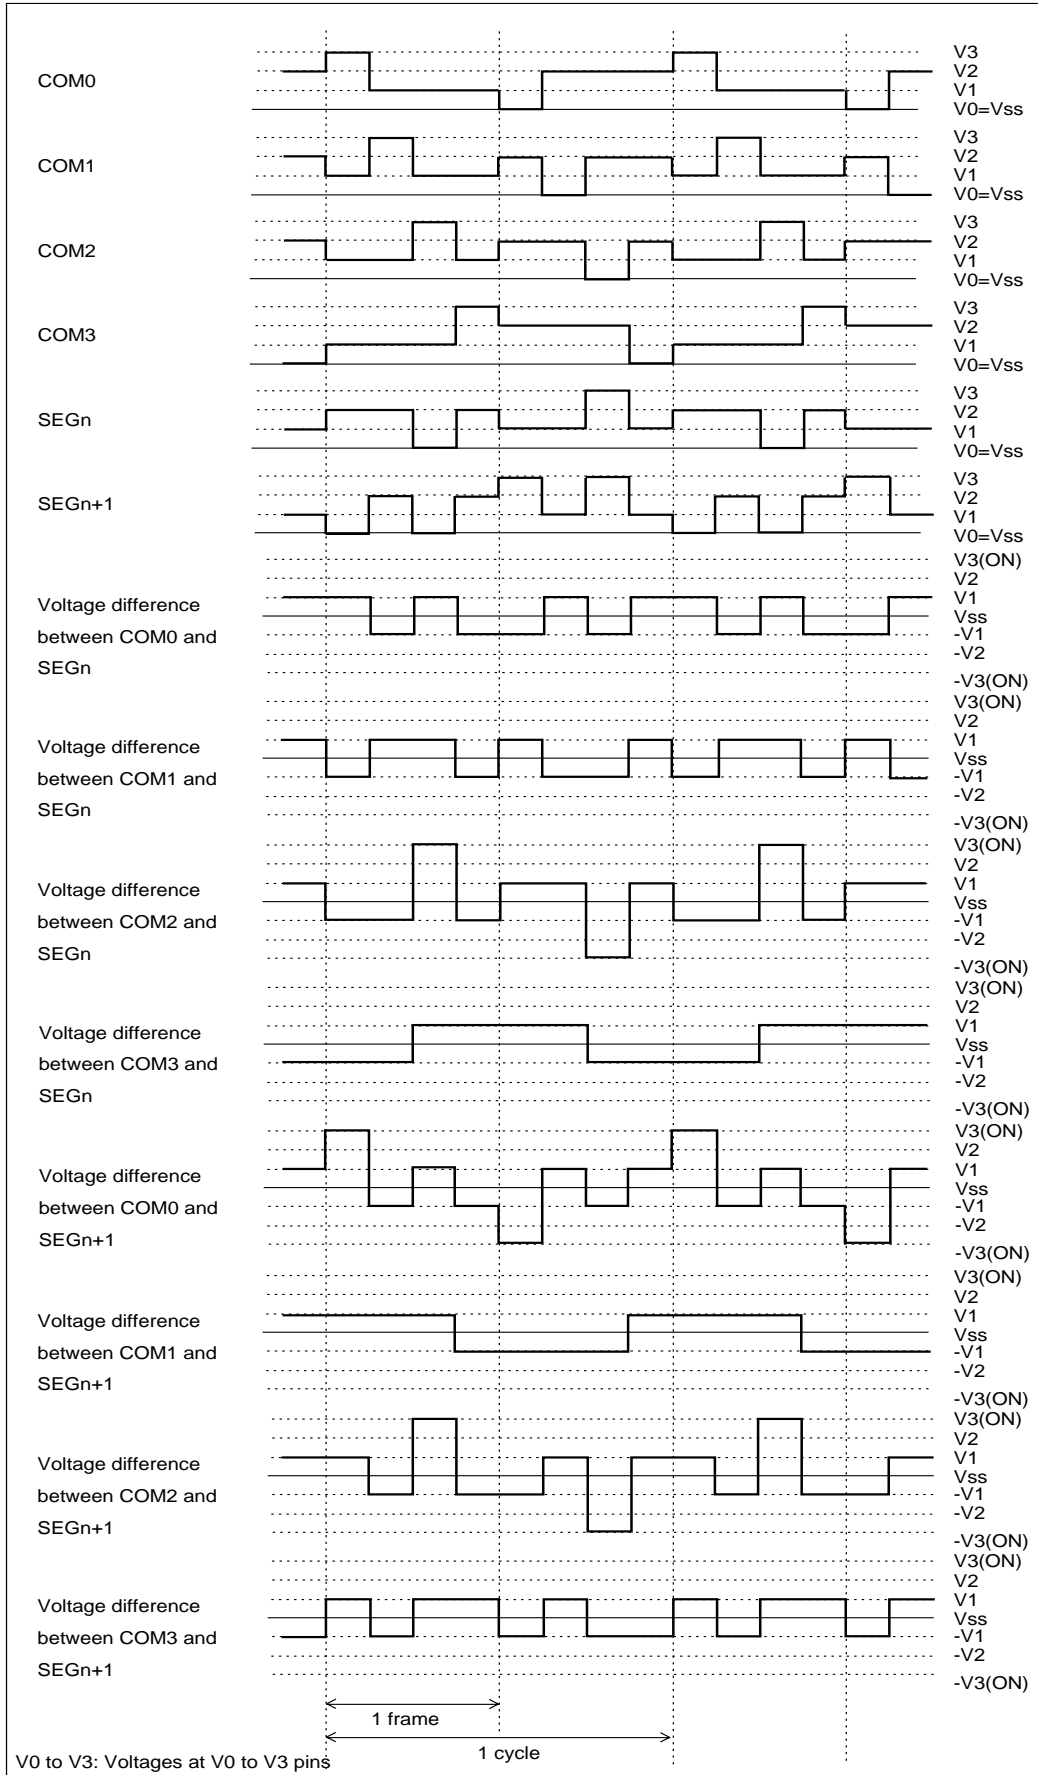 COM0
V3
V2
V1
V0=Vss
COM1
V3
V2
V1
V0=Vss
COM2
V3
V2
V1
V0=Vss
COM3
V3
V2
V1
V0=Vss
SEGn
V3
V2
V1
V0=Vss
SEGn+1
V3
V2
V1
V0=Vss
Voltage difference
between COM0 and
SEGn
V3(ON)
V2
V1
Vss
-V1
-V2
-V3(ON)
Voltage difference
between COM1 and
SEGn
V3(ON)
V2
V1
Vss
-V1
-V2
-V3(ON)
Voltage difference
between COM2 and
SEGn
V3(ON)
V2
V1
Vss
-V1
-V2
-V3(ON)
Voltage difference
between COM3 and
SEGn
V3(ON)
V2
V1
Vss
-V1
-V2
-V3(ON)
Voltage difference
between COM0 and
SEGn+1
V3(ON)
V2
V1
Vss
-V1
-V2
-V3(ON)
Voltage difference
between COM1 and
SEGn+1
V3(ON)
V2
V1
Vss
-V1
-V2
-V3(ON)
Voltage difference
between COM2 and
SEGn+1
V3(ON)
V2
V1
Vss
-V1
-V2
-V3(ON)
Voltage difference
between COM3 and
SEGn+1
V3(ON)
V2
V1
Vss
-V1
-V2
-V3(ON)
1 frame
1 cycle
V0 to V3: Voltages at V0 to V3 pins